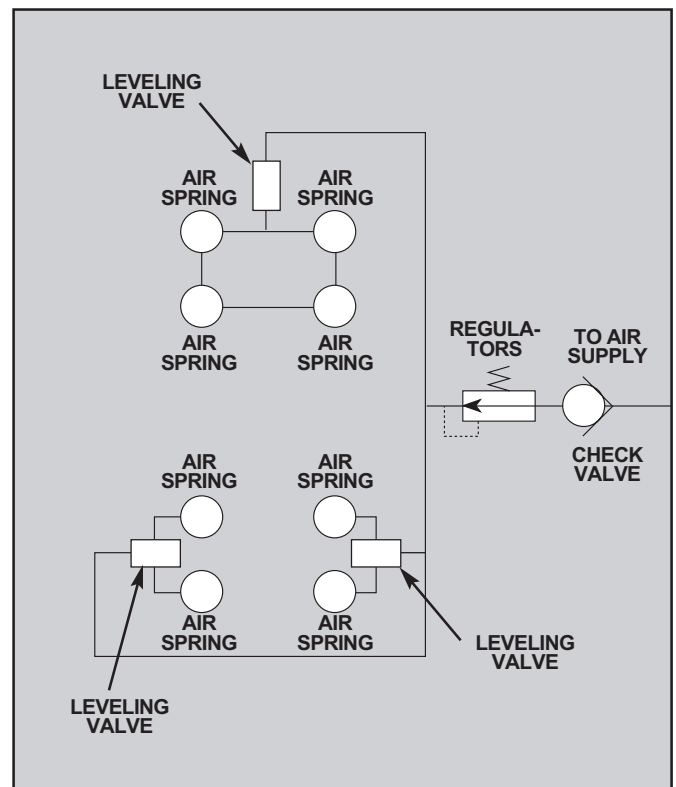 LEVELING
VALVE
AIR
SPRING
AIR
SPRING
AIR
SPRING
AIR
SPRING
REGULA-
TORS
TO AIR
SUPPLY
CHECK
VALVE
AIR
SPRING
AIR
SPRING
AIR
SPRING
AIR
SPRING
LEVELING
VALVE
LEVELING
VALVE